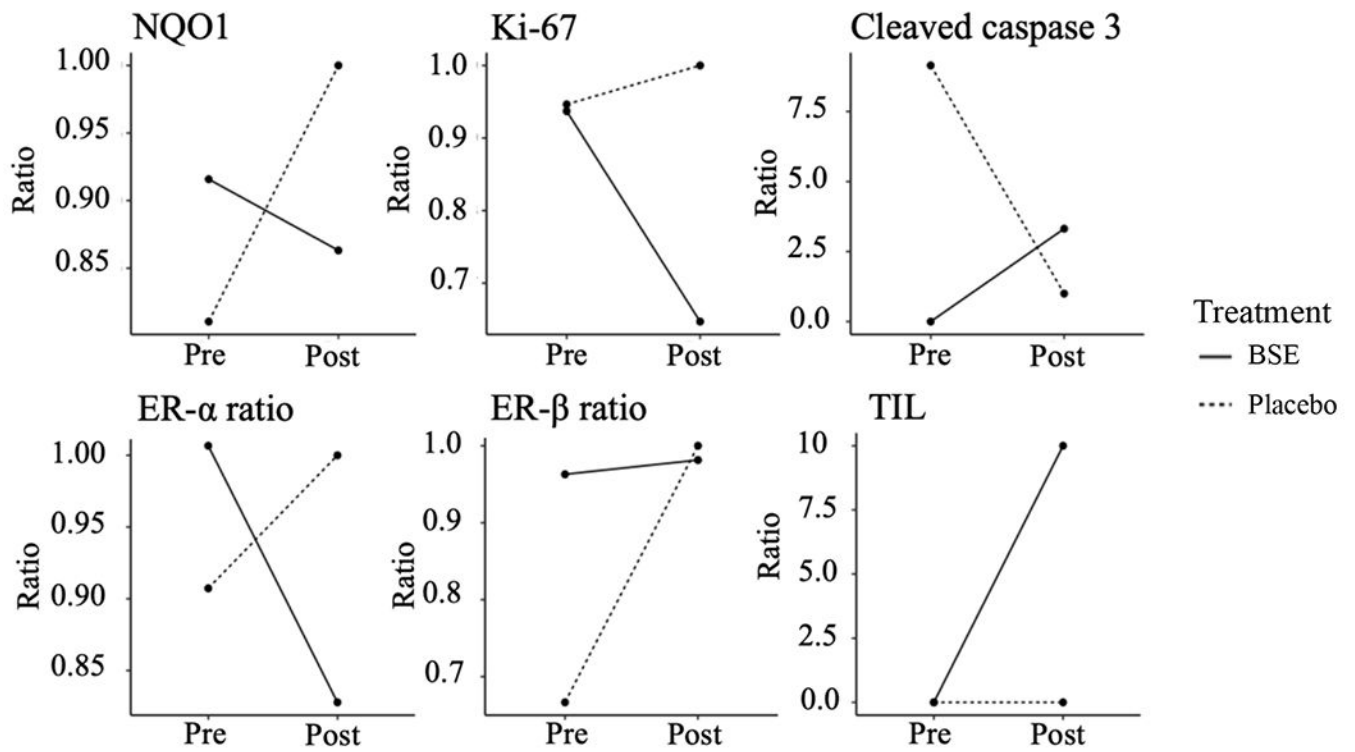 NQO1
1.00
0.95
0.90
0.85
Ratio
Pre
Post
Ki-67
1.0
0.9
0.8
0.7
Ratio
Pre
Post
Cleaved caspase 3
7.5
5.0
2.5
0.0
Ratio
Pre
Post
Treatment
BSE
Placebo
ER-α ratio
1.00
0.95
0.90
0.85
Ratio
Pre
Post
ER-β ratio
1.0
0.9
0.8
0.7
Ratio
Pre
Post
TIL
10
7.5
5.0
2.5
0.0
Ratio
Pre
Post